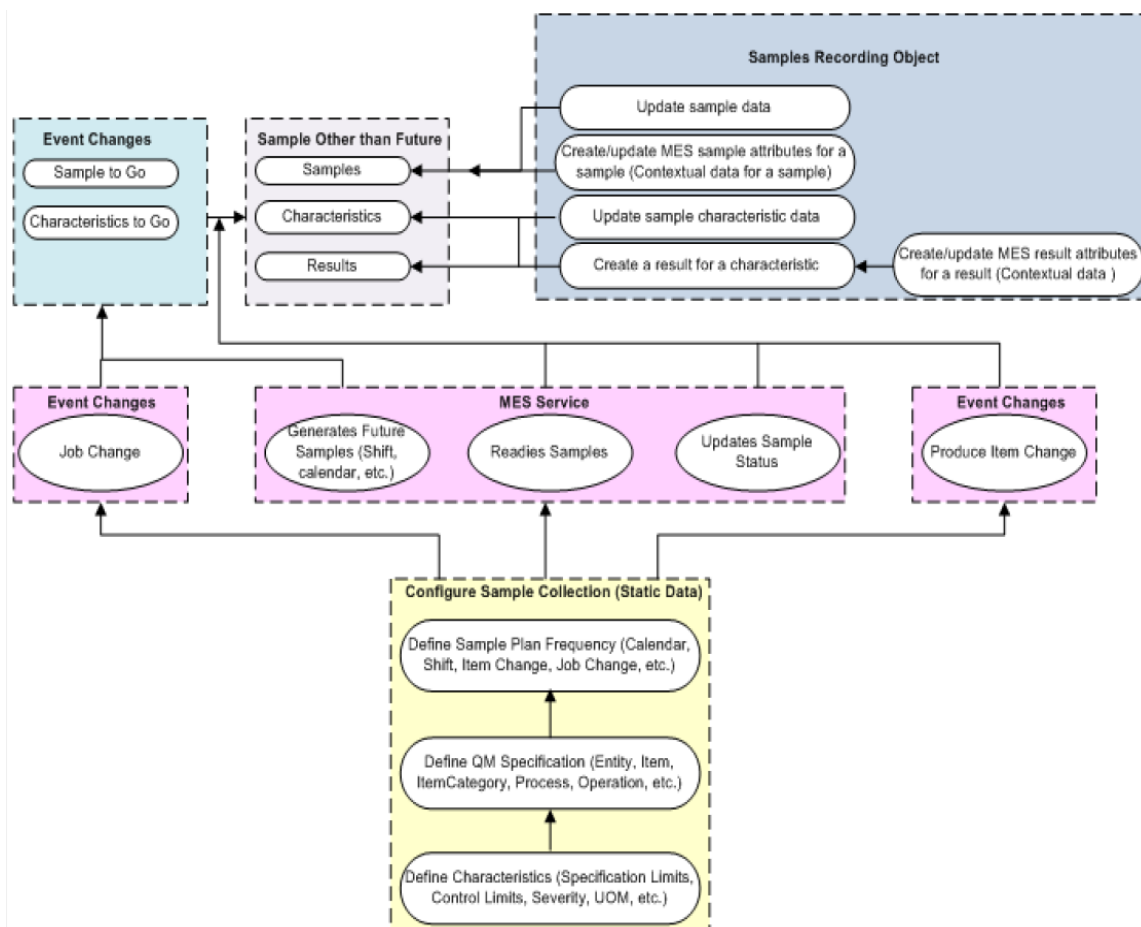 Samples Recording Object
Update sample data
Create/update MES sample attributes for a
sample (Contextual data for a sample)
Update sample characteristic data
Create a result for a characteristic
Create/update MES result attributes
for a result (Contextual data )
Event Changes
Sample to Go
Characteristics to Go
Sample Other than Future
Samples
Characteristics
Results
Event Changes
Job Change
MES Service
Generates Future
Samples (Shift,
calendar, etc.)
Readies Samples
Updates Sample
Status
Event Changes
Produce Item Change
Configure Sample Collection (Static Data)
Define Sample Plan Frequency (Calendar,
Shift, Item Change, Job Change, etc.)
Define QM Specification (Entity, Item,
ItemCategory, Process, Operation, etc.)
Define Characteristics (Specification Limits,
Control Limits, Severity, UOM, etc.)